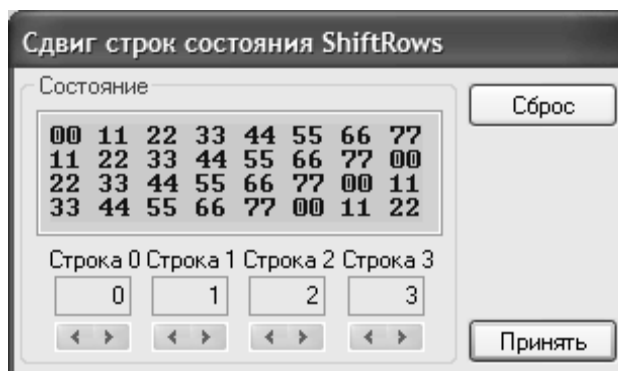 Сдвиг строк состояния ShiftRows
Состояние
Сброс
00 11 22 33 44 55 66 77
11 22 33 44 55 66 77 00
22 33 44 55 66 77 00 11
33 44 55 66 77 00 11 22
Строка 0 Строка 1 Строка 2 Строка 3
0 1 2 3
Принять